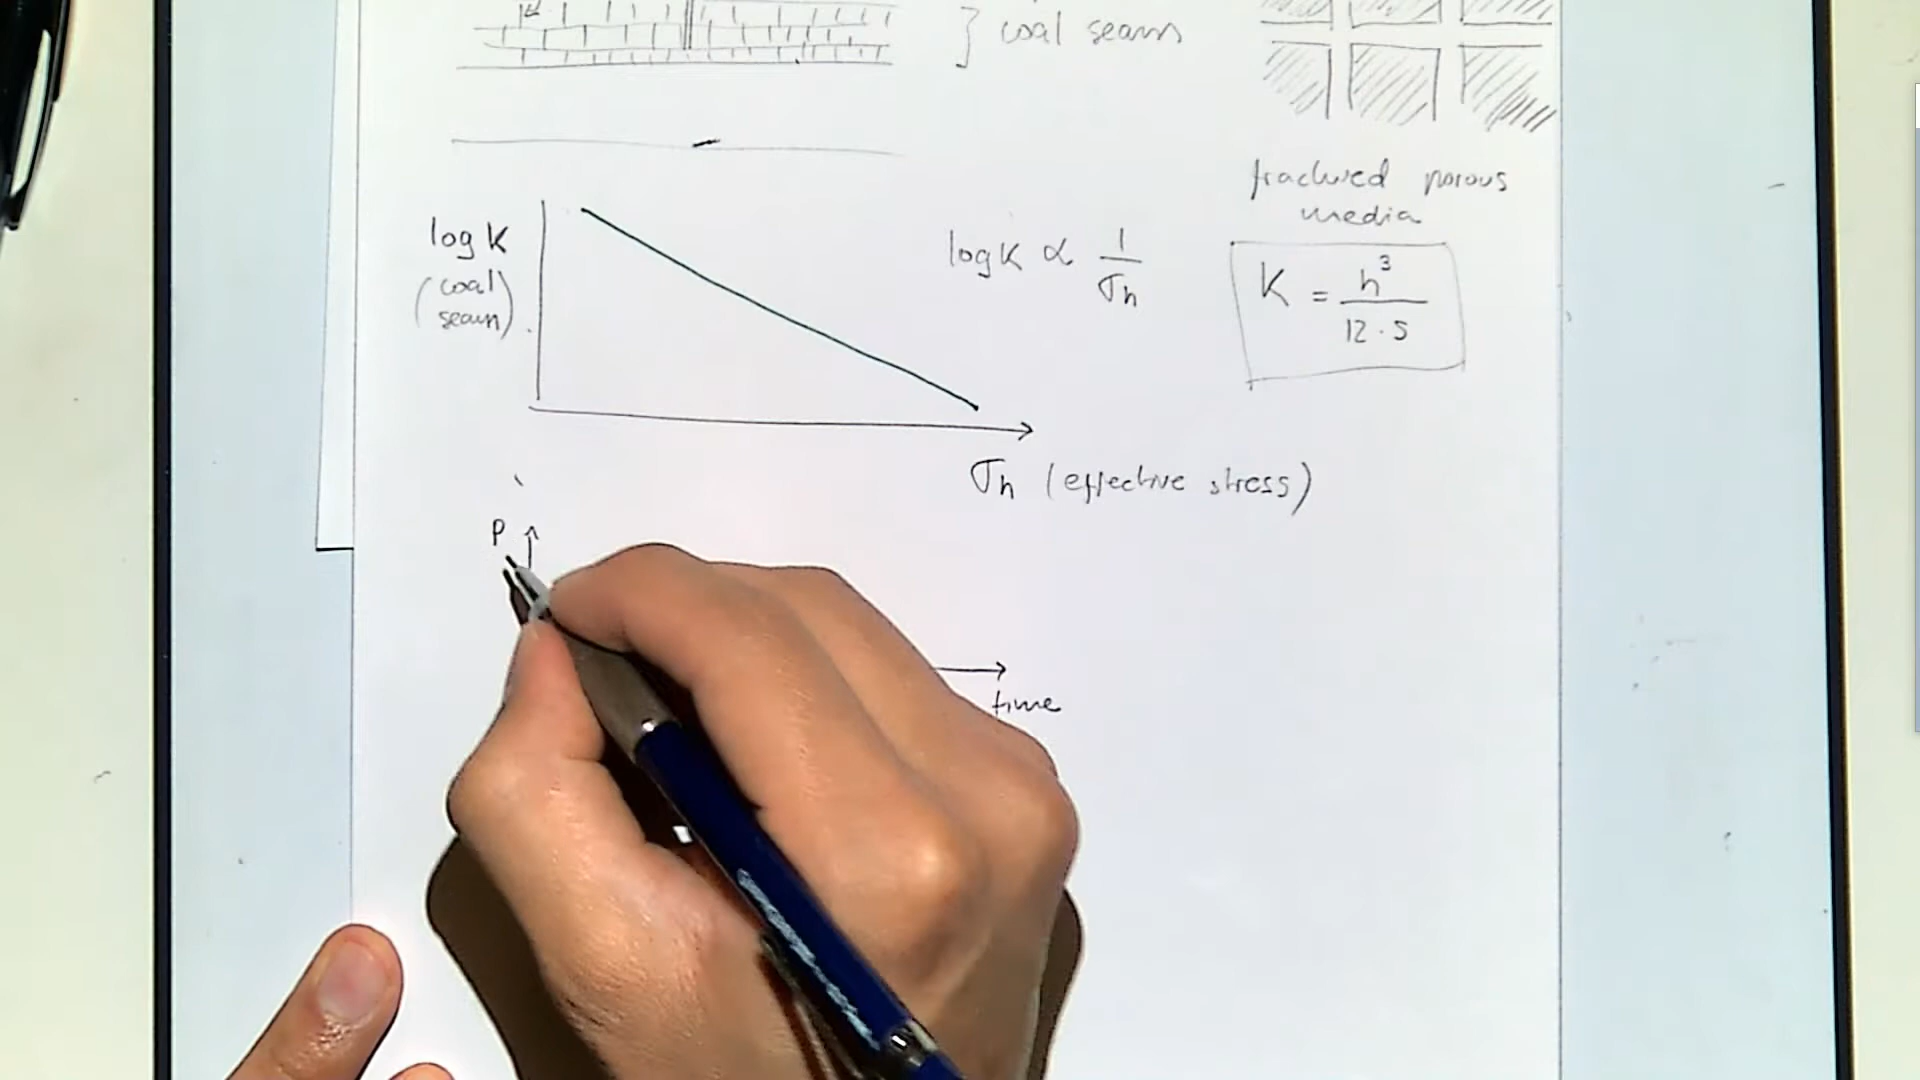 } coal seam
fractured porous
media
log k
(coal
seam)
log k ∝ 1/σh
k = h³/(12·s)
σh (effective stress)
P
time